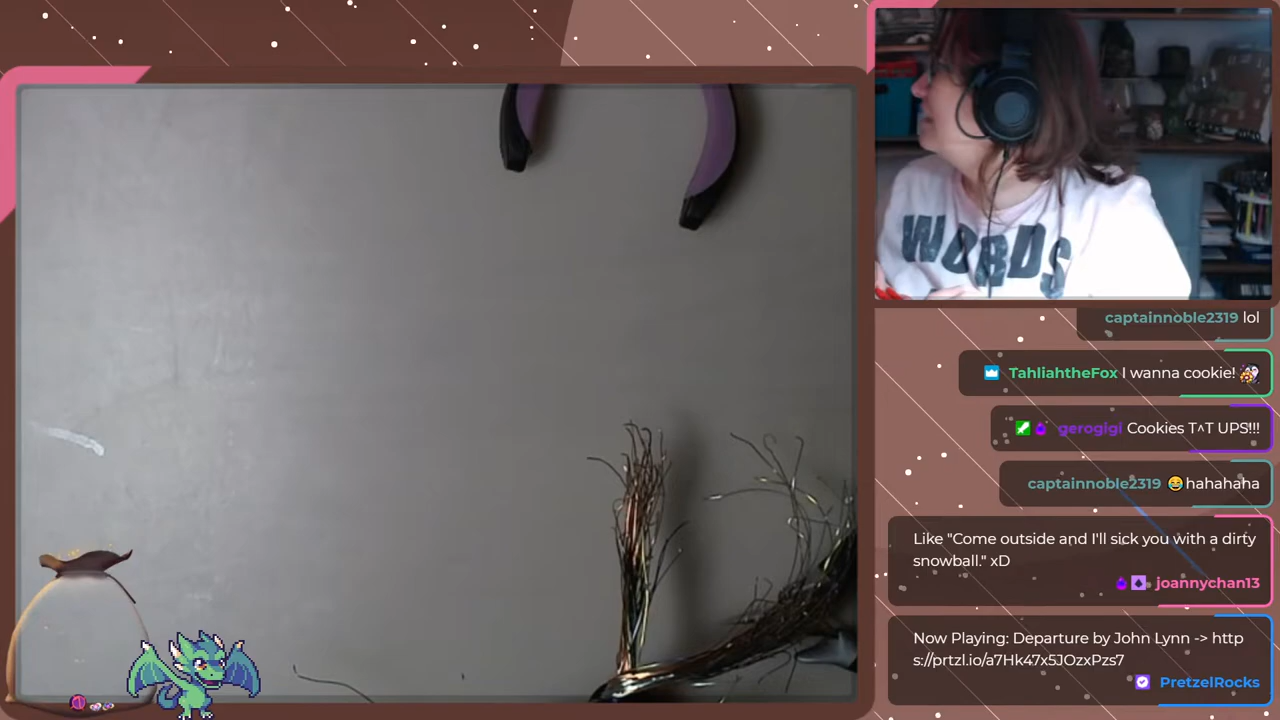 WORDS
captainnoble2319 lol
TahliahtheFox I wanna cookie!
gerogigi Cookies T^T UPS!!!
captainnoble2319 😂hahahaha
Like "Come outside and I'll sick you with a dirty
snowball." xD
joannychan13
Now Playing: Departure by John Lynn -> http
s://prtzl.io/a7Hk47x5JOzxPzs7
PretzelRocks